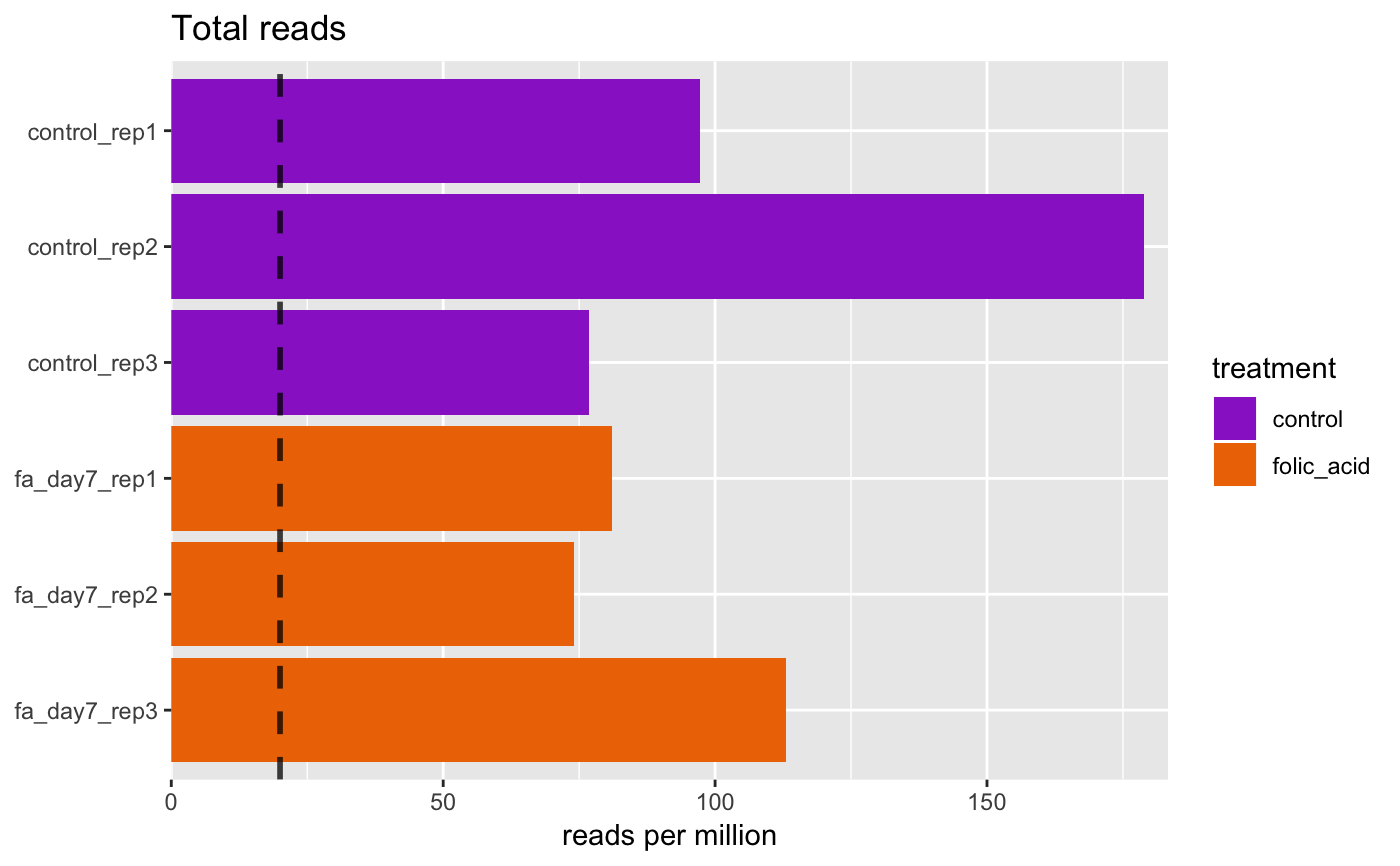 Total reads
control_rep1
control_rep2
control_rep3
fa_day7_rep1
fa_day7_rep2
fa_day7_rep3
0 50 100 150
reads per million
treatment
control
folic_acid